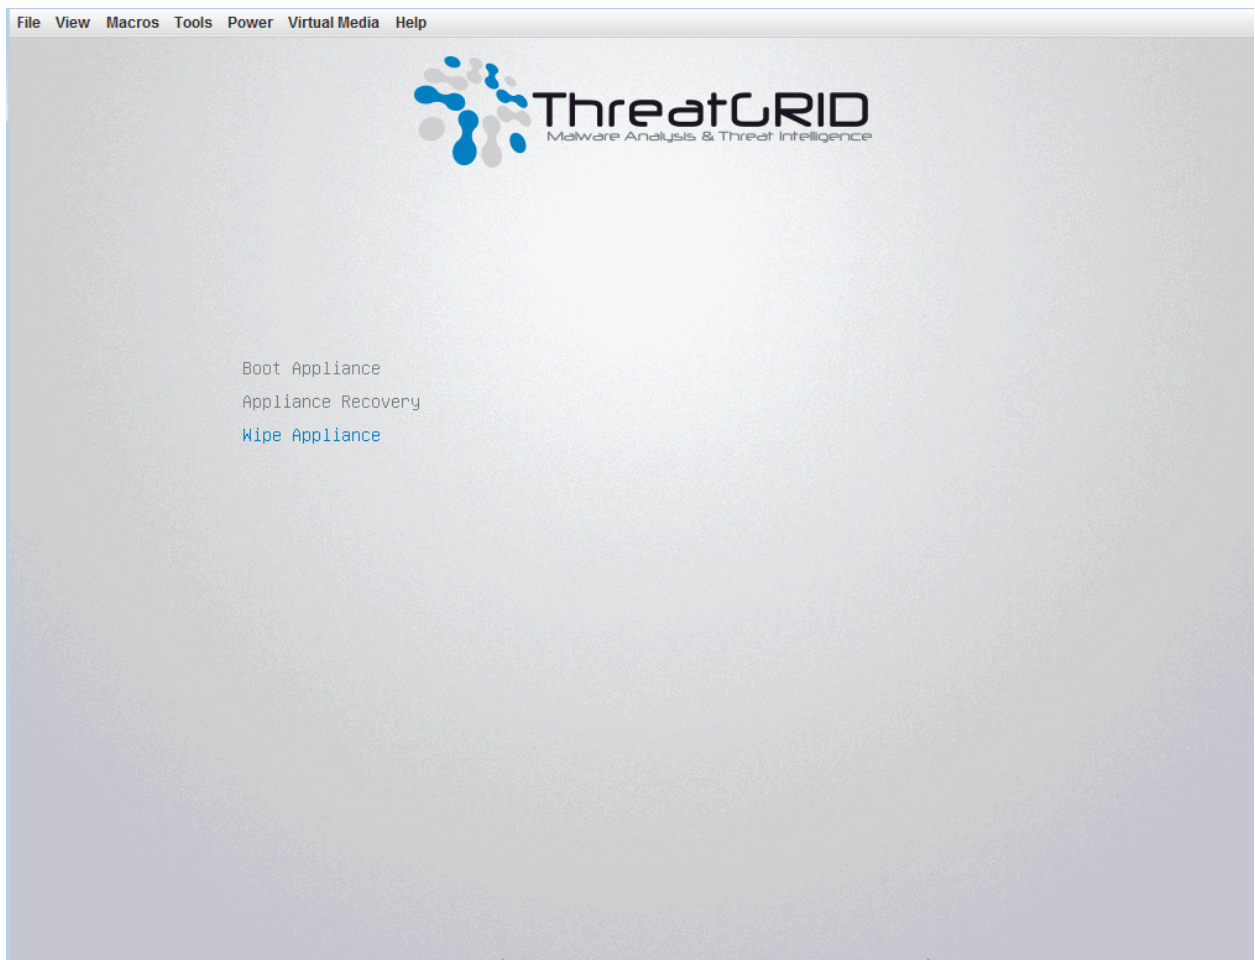 File View Macros Tools Power Virtual Media Help
ThreatGRID
Malware Analysis & Threat Intelligence
Boot Appliance
Appliance Recovery
Wipe Appliance